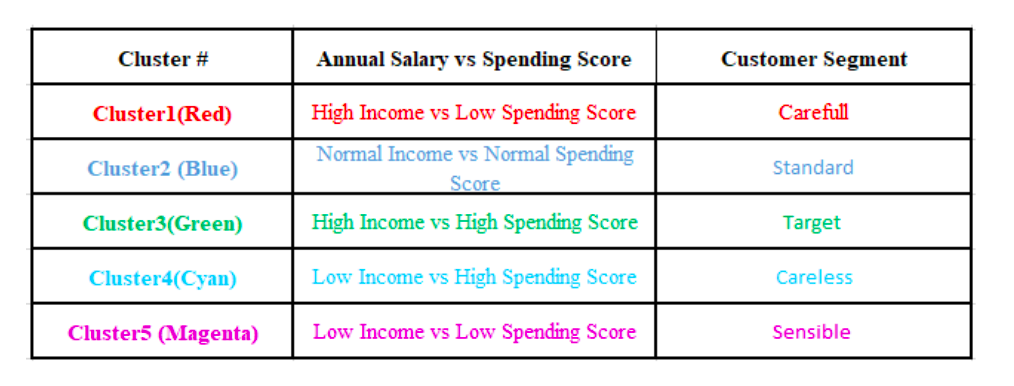 Cluster # Annual Salary vs Spending Score Customer Segment
Cluster1(Red) High Income vs Low Spending Score Carefull
Cluster2 (Blue) Normal Income vs Normal Spending Score Standard
Cluster3(Green) High Income vs High Spending Score Target
Cluster4(Cyan) Low Income vs High Spending Score Careless
Cluster5 (Magenta) Low Income vs Low Spending Score Sensible